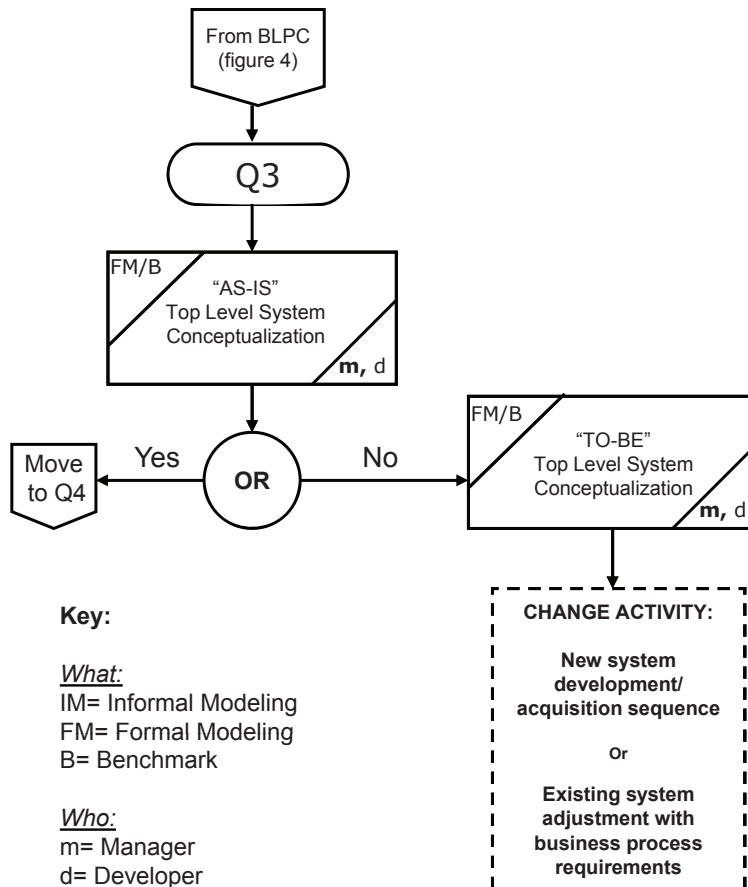 From BLPC
(figure 4)
Q3
FM/B
“AS-IS”
Top Level System
Conceptualization
m, d
Move
to Q4
Yes
OR
No
FM/B
“TO-BE”
Top Level System
Conceptualization
m, d
Key:
What:
IM= Informal Modeling
FM= Formal Modeling
B= Benchmark
Who:
m= Manager
d= Developer
CHANGE ACTIVITY:
New system
development/
acquisition sequence
Or
Existing system
adjustment with
business process
requirements